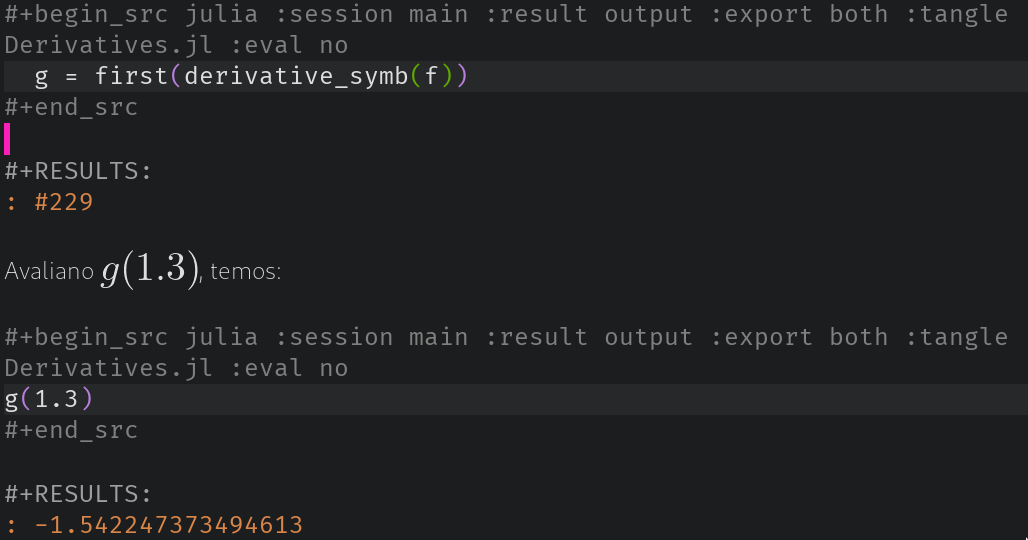 #+begin_src julia :session main :result output :export both :tangle
Derivatives.jl :eval no
g = first(derivative_symb(f))
#+end_src
#+RESULTS:
: #229
Avaliano g(1.3), temos:
#+begin_src julia :session main :result output :export both :tangle
Derivatives.jl :eval no
g(1.3)
#+end_src
#+RESULTS:
: -1.542247373494613